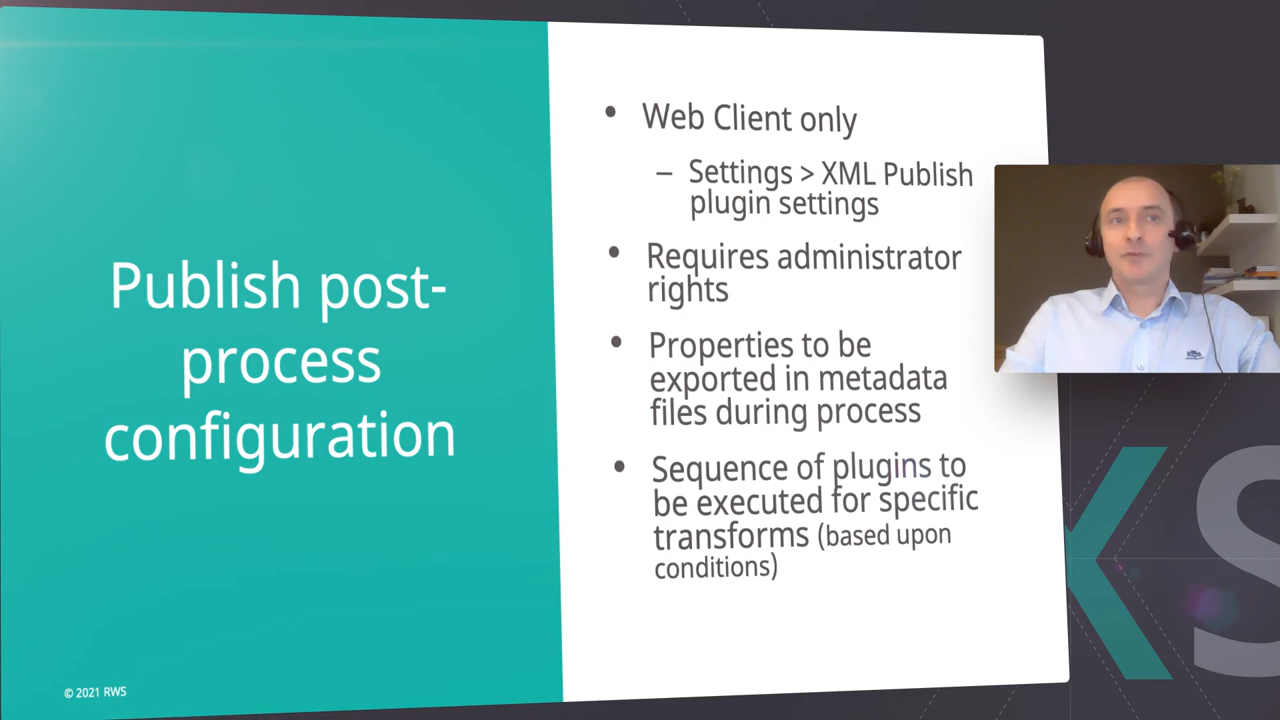 Publish post-
process
configuration
• Web Client only
– Settings > XML Publish
plugin settings
• Requires administrator
rights
• Properties to be
exported in metadata
files during process
• Sequence of plugins to
be executed for specific
transforms (based upon
conditions)
© 2021 RWS